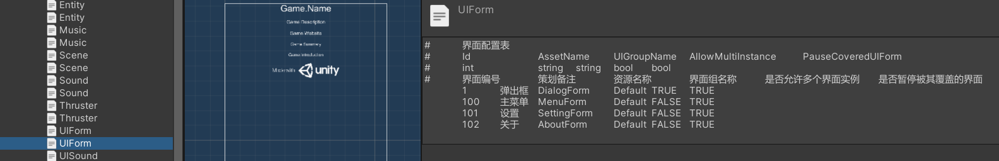 Entity
Entity
Music
Music
Scene
Scene
Sound
Sound
Thruster
Thruster
UIForm
UIForm
UISound
Game.Name
Game Description
Game Website
Game Summary
Game Introduction
Made with unity
UIForm
# 界面配置表
# Id AssetName UIGroupName AllowMultiInstance PauseCoveredUIForm
# int string string bool bool
# 界面编号 策划备注 资源名称 界面组名称 是否允许多个界面实例 是否暂停被其覆盖的界面
1 弹出框 DialogForm Default TRUE TRUE
100 主菜单 MenuForm Default FALSE TRUE
101 设置 SettingForm Default FALSE TRUE
102 关于 AboutForm Default FALSE TRUE